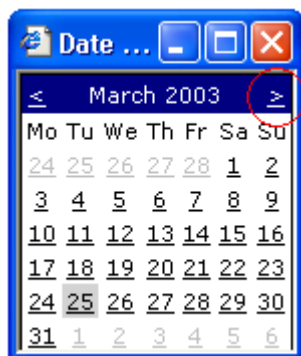 Date ...
< March 2003 >
Mo Tu We Th Fr Sa Su
24 25 26 27 28 1 2
3 4 5 6 7 8 9
10 11 12 13 14 15 16
17 18 19 20 21 22 23
24 25 26 27 28 29 30
31 1 2 3 4 5 6